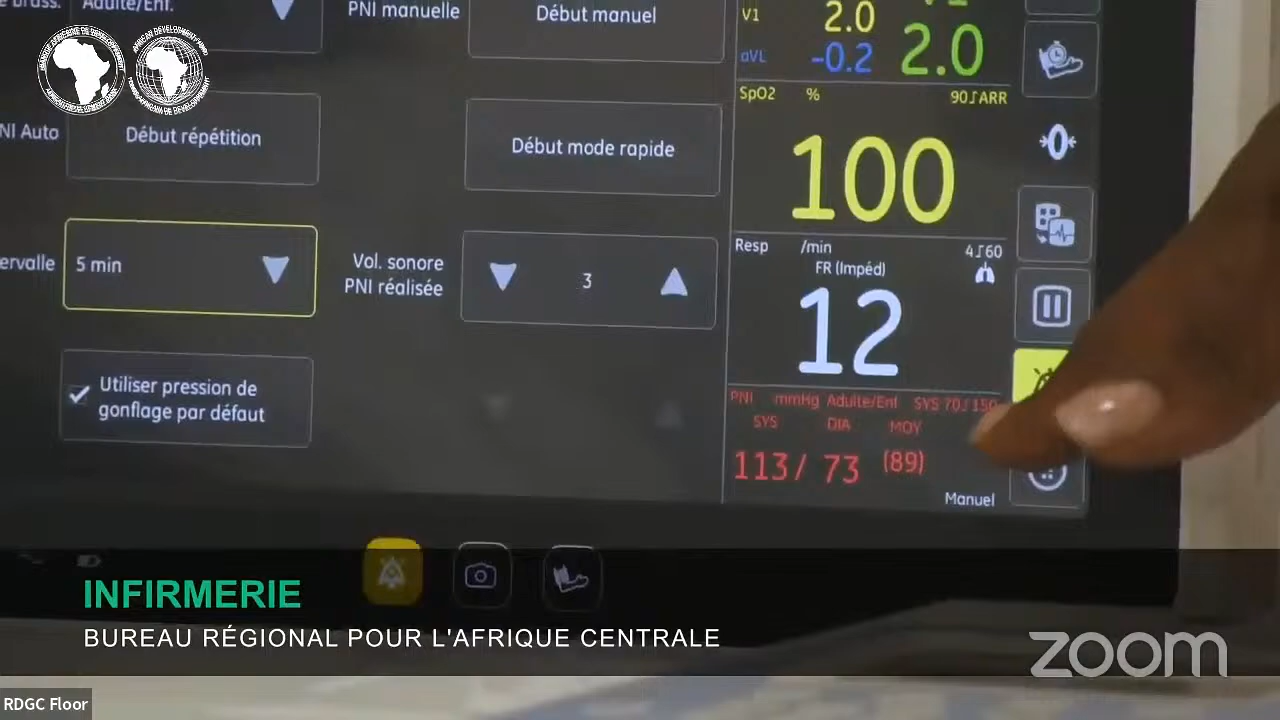 Adulte/Enf.
PNI manuelle
Début manuel
V1
2.0
aVL
-0.2
2.0
NI Auto
Début répétition
Début mode rapide
SpO2 % 90 ARR
100
ervalle
5 min
Vol. sonore
PNI réalisée
3
Resp /min 4 60
FR (Impéd)
12
Utiliser pression de
gonflage par défaut
PNI mmHg Adulte/Enf SYS 70 150
SYS DIA MOY
113/ 73 (89)
Manuel
INFIRMERIE
BUREAU RÉGIONAL POUR L'AFRIQUE CENTRALE
zoom
RDGC Floor